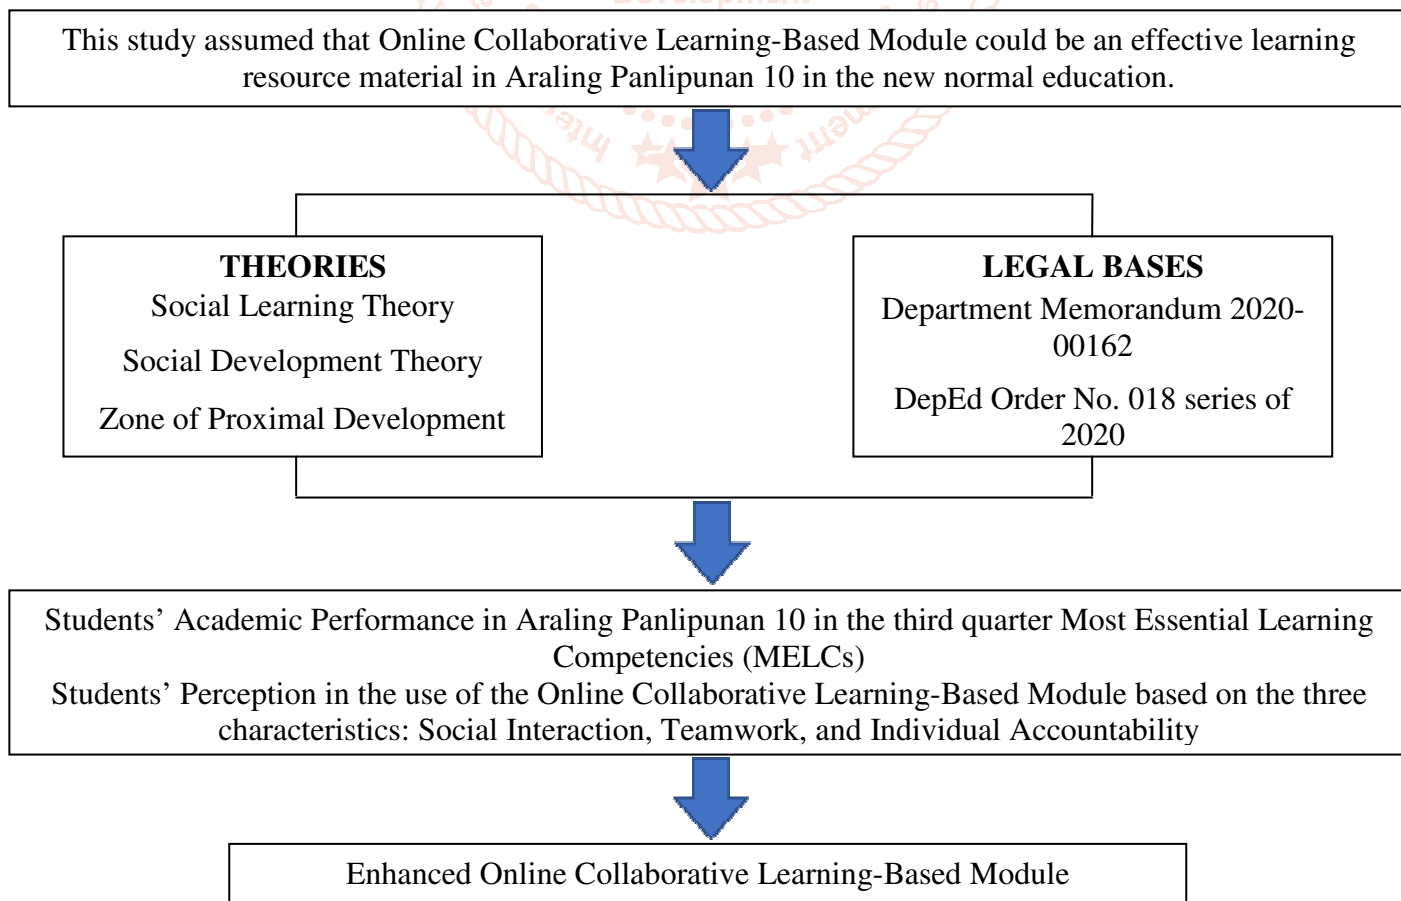 Development
This study assumed that Online Collaborative Learning-Based Module could be an effective learning
resource material in Araling Panlipunan 10 in the new normal education.
THEORIES
Social Learning Theory
Social Development Theory
Zone of Proximal Development
LEGAL BASES
Department Memorandum 2020-
00162
DepEd Order No. 018 series of
2020
Students’ Academic Performance in Araling Panlipunan 10 in the third quarter Most Essential Learning
Competencies (MELCs)
Students’ Perception in the use of the Online Collaborative Learning-Based Module based on the three
characteristics: Social Interaction, Teamwork, and Individual Accountability
Enhanced Online Collaborative Learning-Based Module